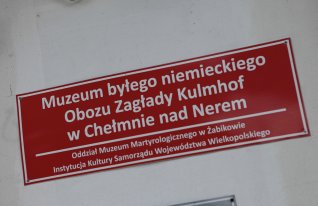 Muzeum byłego niemieckiego
Obozu Zagłady Kulmhof
w Chełmnie nad Nerem
Oddział Muzeum Martyrologicznego w Żabikowie
Instytucja Kultury Samorządu Województwa Wielkopolskiego